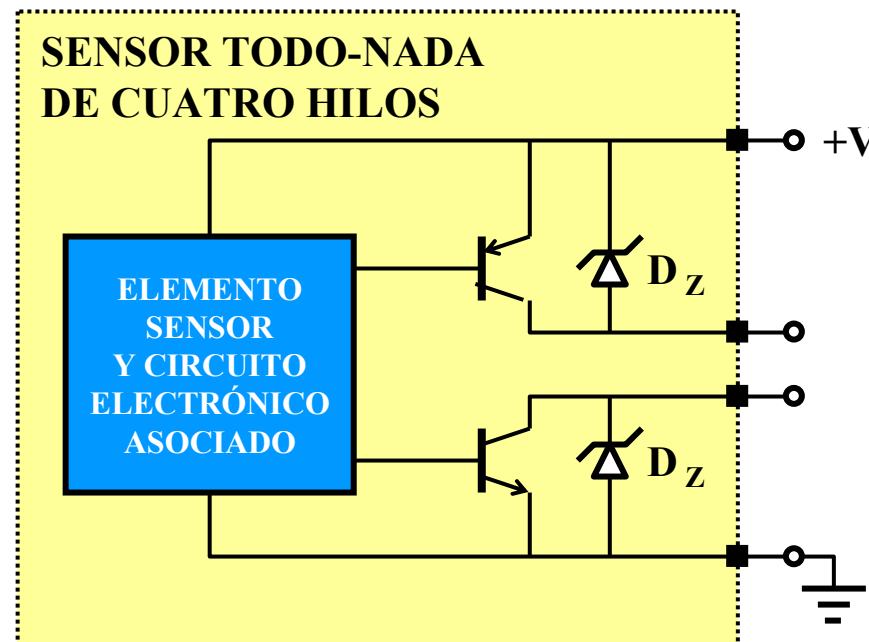 SENSOR TODO-NADA
DE CUATRO HILOS
+V
ELEMENTO
SENSOR
Y CIRCUITO
ELECTRÓNICO
ASOCIADO
D Z
D Z